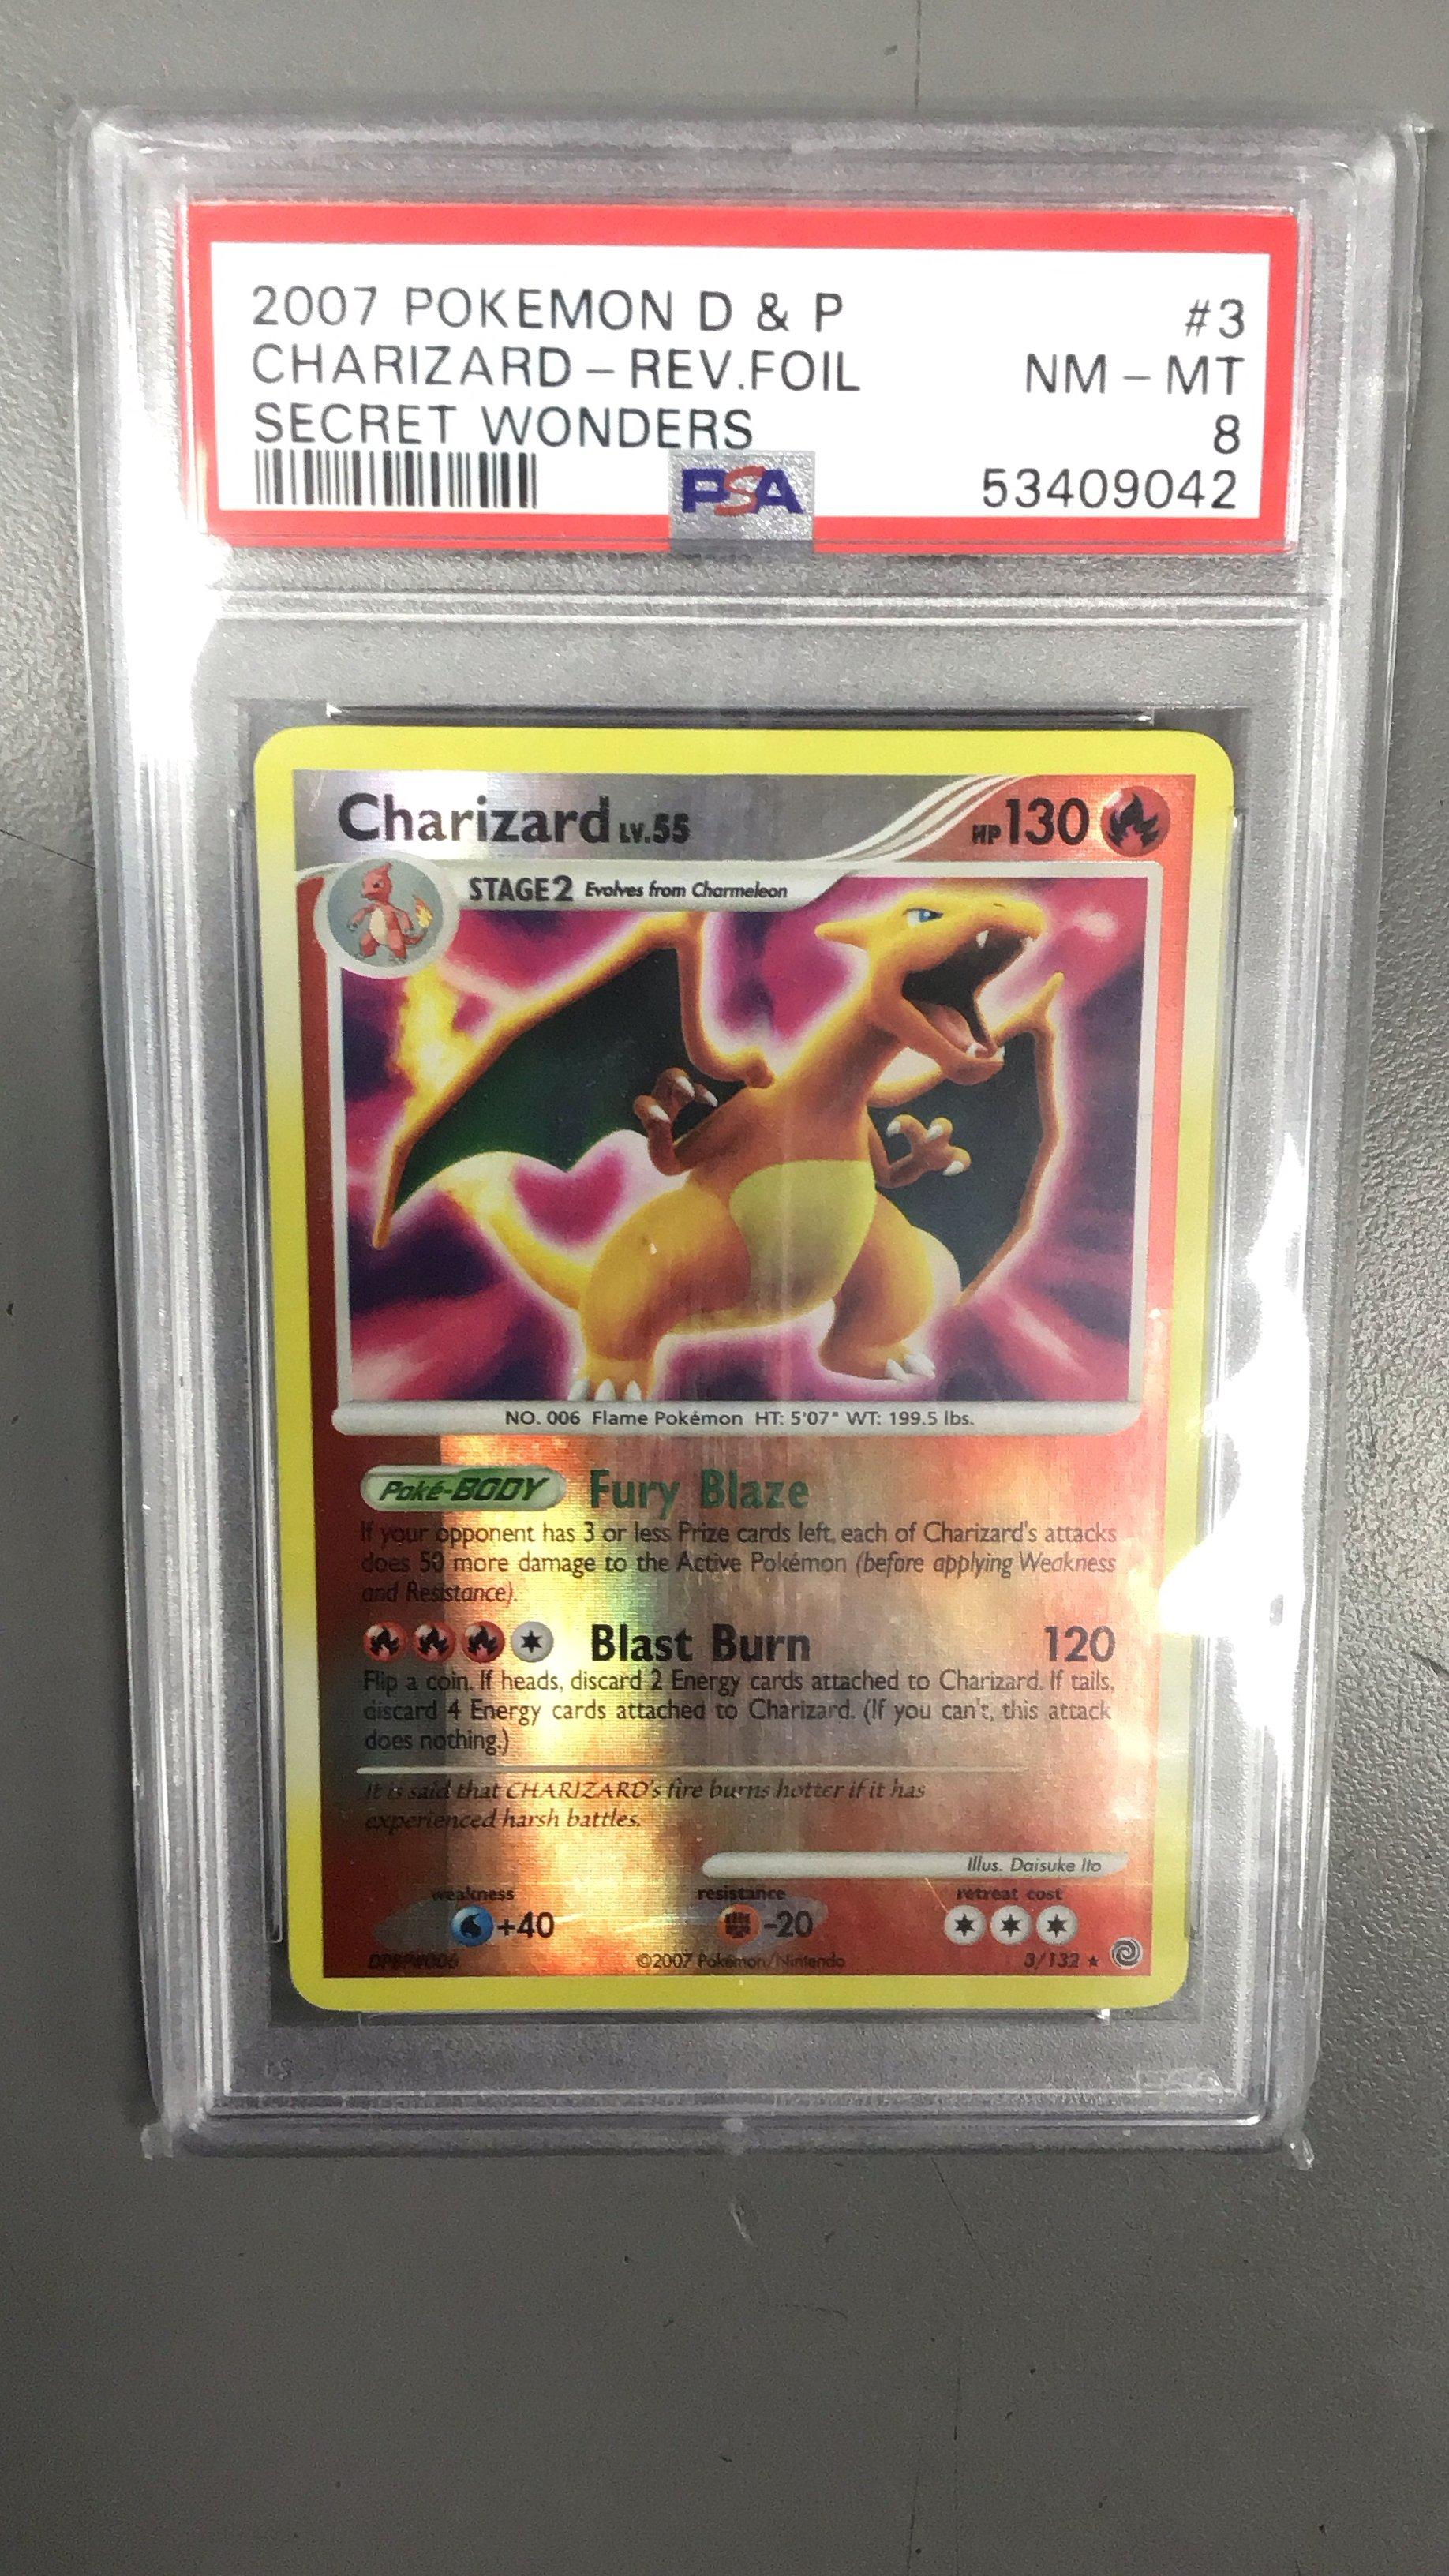 2007 POKEMON D & P #3
CHARIZARD - REV.FOIL NM - MT
SECRET WONDERS 8
PSA 53409042
Charizard LV.55 HP 130
STAGE2 Evolves from Charmeleon
NO. 006 Flame Pokémon HT: 5'07" WT: 199.5 lbs.
Poké-BODY Fury Blaze
If your opponent has 3 or less Prize cards left, each of Charizard's attacks
does 50 more damage to the Active Pokémon (before applying Weakness
and Resistance).
Blast Burn 120
Flip a coin. If heads, discard 2 Energy cards attached to Charizard. If tails,
discard 4 Energy cards attached to Charizard. (If you can't, this attack
does nothing.)
It is said that CHARIZARD's fire burns hotter if it has
experienced harsh battles.
Illus. Daisuke Ito
weakness resistance retreat cost
+40 -20
©2007 Pokémon/Nintendo 3/132 ★